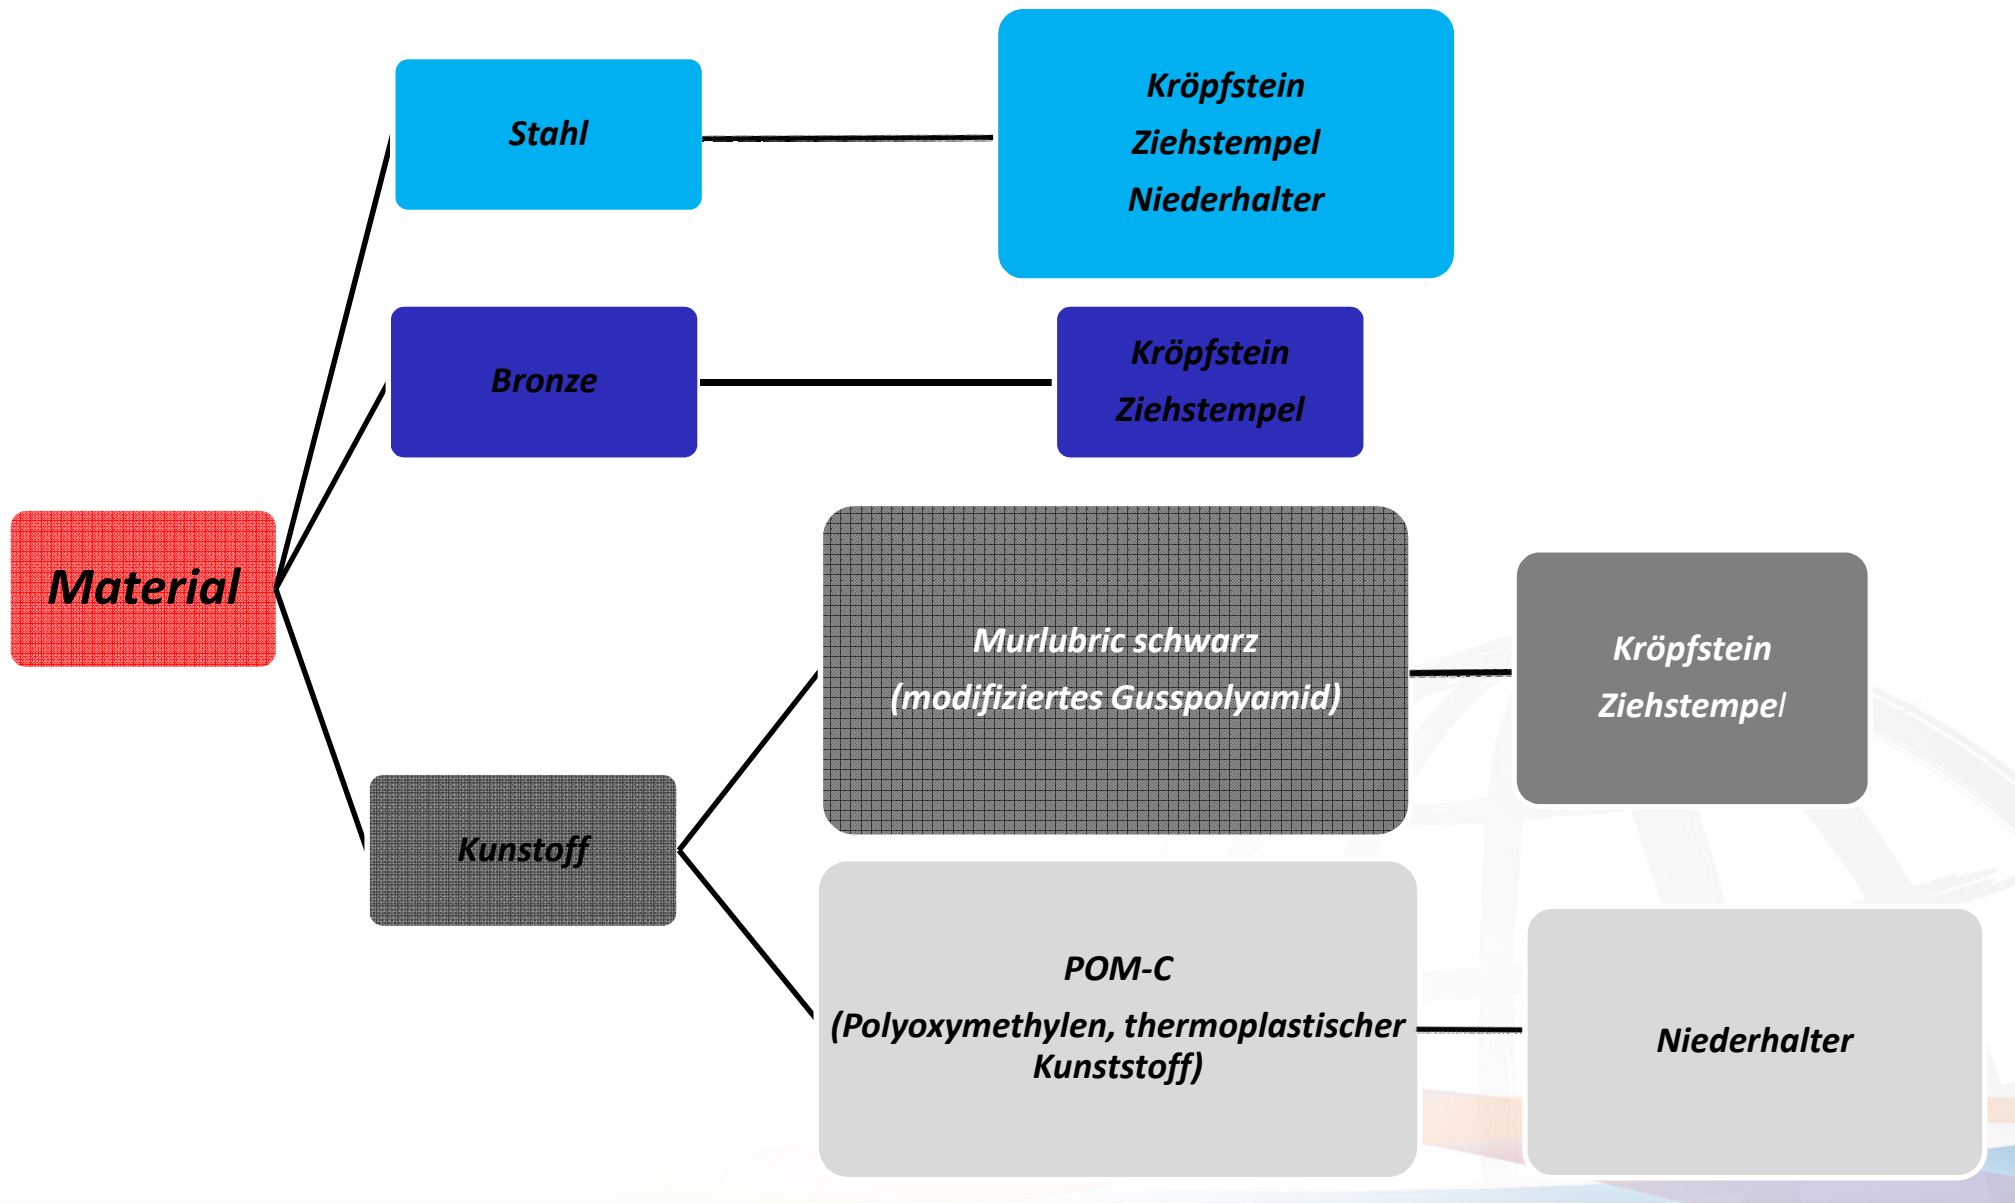 Material
Stahl
Kröpfstein
Ziehstempel
Niederhalter
Bronze
Kröpfstein
Ziehstempel
Kunstoff
Murlubric schwarz
(modifiziertes Gusspolyamid)
Kröpfstein
Ziehstempel
POM-C
(Polyoxymethylen, thermoplastischer
Kunststoff)
Niederhalter